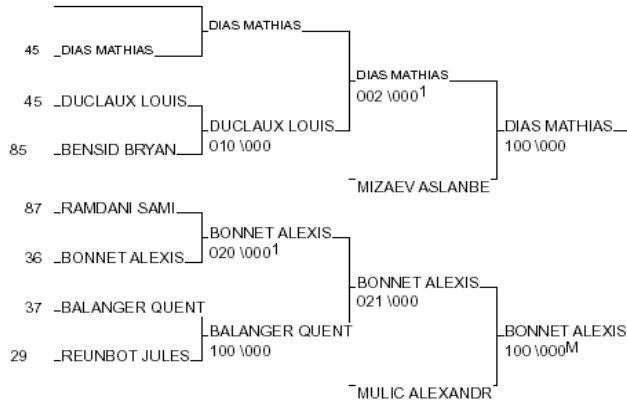 DIAS MATHIAS
45 DIAS MATHIAS
DIAS MATHIAS
002 \000¹
45 DUCLAUX LOUIS
DUCLAUX LOUIS
010 \000
DIAS MATHIAS
100 \000
85 BENSID BRYAN
MIZAEV ASLANBE
87 RAMDANI SAMI
BONNET ALEXIS
020 \000¹
36 BONNET ALEXIS
BONNET ALEXIS
021 \000
37 BALANGER QUENT
BALANGER QUENT
100 \000
BONNET ALEXIS
100 \000ᴹ
29 REUNBOT JULES
MULIC ALEXANDR